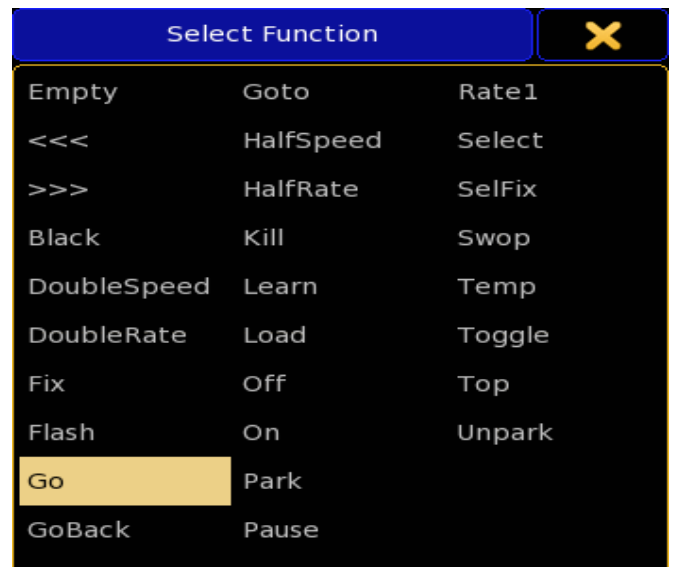 Select Function
Empty Goto Rate1
<<< HalfSpeed Select
>>> HalfRate SelFix
Black Kill Swop
DoubleSpeed Learn Temp
DoubleRate Load Toggle
Fix Off Top
Flash On Unpark
Go Park
GoBack Pause